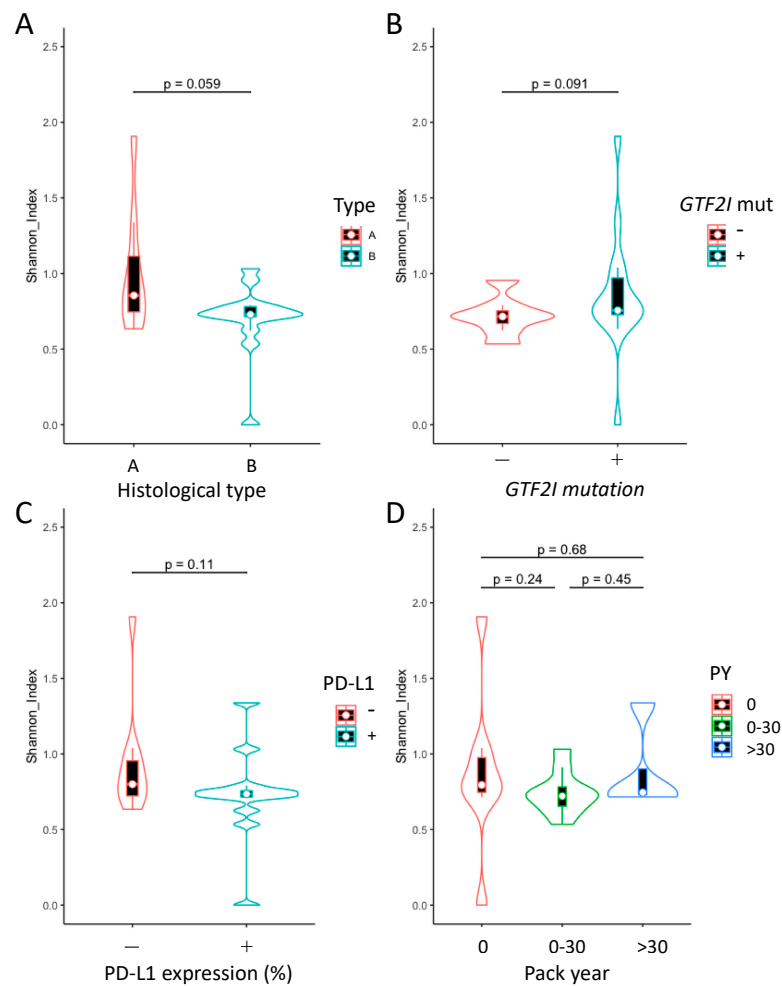 A
Shannon_Index
2.5
2.0
1.5
1.0
0.5
0.0
p = 0.059
Type
A
B
A B
Histological type
B
Shannon_Index
2.5
2.0
1.5
1.0
0.5
0.0
p = 0.091
GTF2I mut
-
+
— +
GTF2I mutation
C
Shannon_Index
2.5
2.0
1.5
1.0
0.5
0.0
p = 0.11
PD-L1
-
+
— +
PD-L1 expression (%)
D
Shannon_Index
2.5
2.0
1.5
1.0
0.5
0.0
p = 0.68
p = 0.24 p = 0.45
PY
0
0-30
>30
0 0-30 >30
Pack year